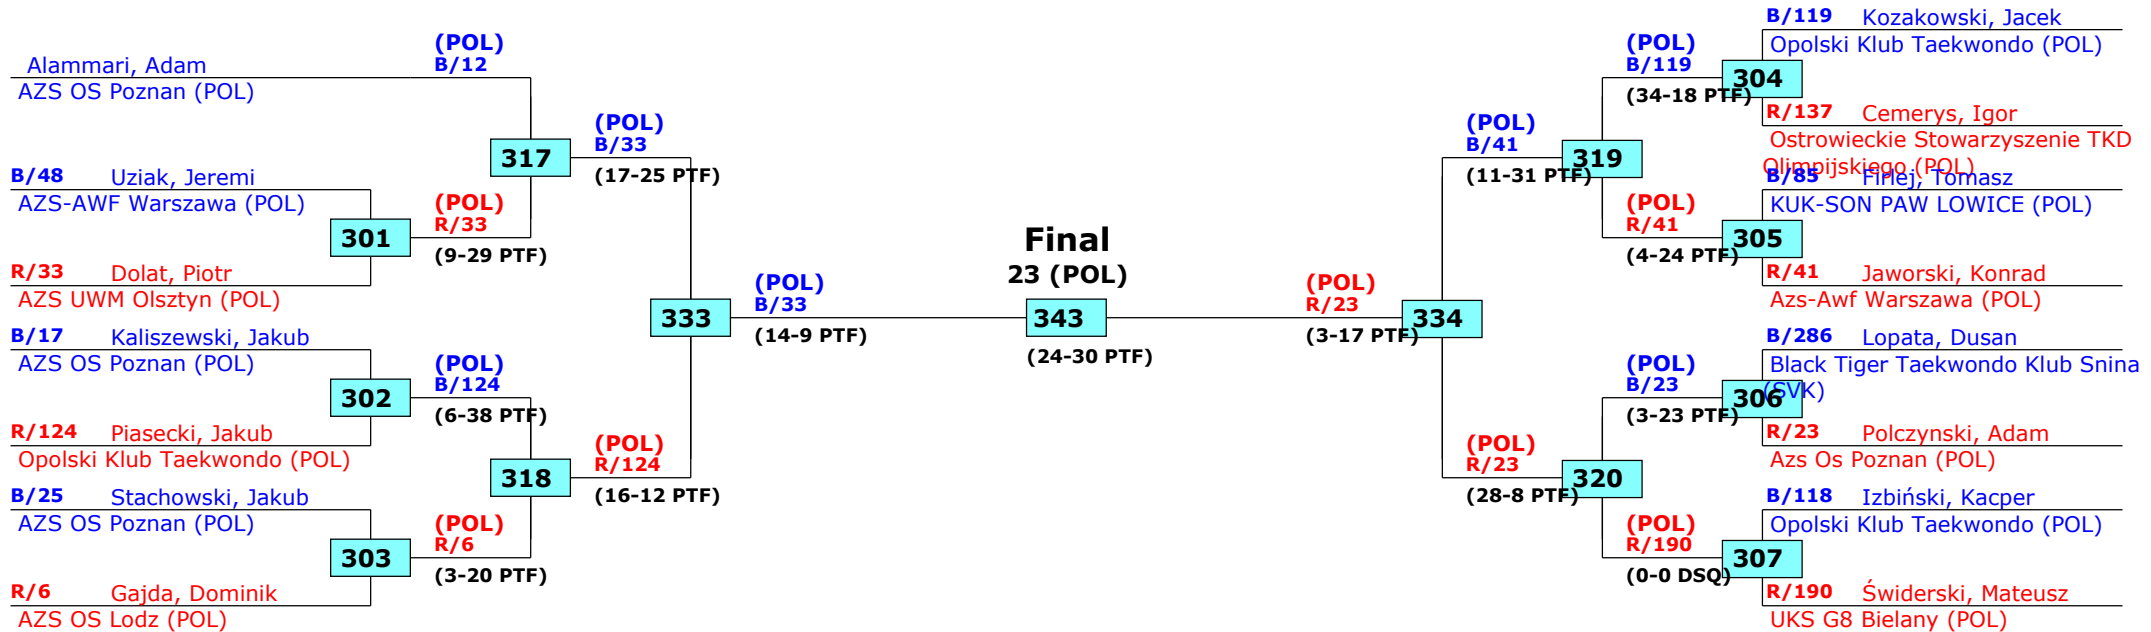 (POL)
Alammari, Adam B/12
AZS OS Poznan (POL)
317
(POL)
B/33
(17-25 PTF)
B/48 Uziak, Jeremi
AZS-AWF Warszawa (POL)
301
(POL)
R/33
(9-29 PTF)
R/33 Dolat, Piotr
AZS UWM Olsztyn (POL)
333
(POL)
B/33
(14-9 PTF)
B/17 Kaliszewski, Jakub
AZS OS Poznan (POL)
302
(POL)
B/124
(6-38 PTF)
R/124 Piasecki, Jakub
Opolski Klub Taekwondo (POL)
318
(POL)
R/124
(16-12 PTF)
B/25 Stachowski, Jakub
AZS OS Poznan (POL)
303
(POL)
R/6
(3-20 PTF)
R/6 Gajda, Dominik
AZS OS Lodz (POL)
Final
23 (POL)
343
(24-30 PTF)
(POL)
R/23
(3-17 PTF)
334
(POL)
B/41
(11-31 PTF)
319
(POL)
B/119
(34-18 PTF)
304
B/119 Kozakowski, Jacek
Opolski Klub Taekwondo (POL)
R/137 Cemerys, Igor
Ostrowieckie Stowarzyszenie TKD
Olimpijskiego (POL)
B/85 Firlej, Tomasz
KUK-SON PAW LOWICE (POL)
(POL)
R/41
(4-24 PTF)
305
R/41 Jaworski, Konrad
Azs-Awf Warszawa (POL)
B/286 Lopata, Dusan
Black Tiger Taekwondo Klub Snina
(SVK)
(POL)
B/23
(3-23 PTF)
306
R/23 Polczynski, Adam
Azs Os Poznan (POL)
(POL)
R/23
(28-8 PTF)
320
B/118 Izbiński, Kacper
Opolski Klub Taekwondo (POL)
(POL)
R/190
(0-0 DSQ)
307
R/190 Świderski, Mateusz
UKS G8 Bielany (POL)